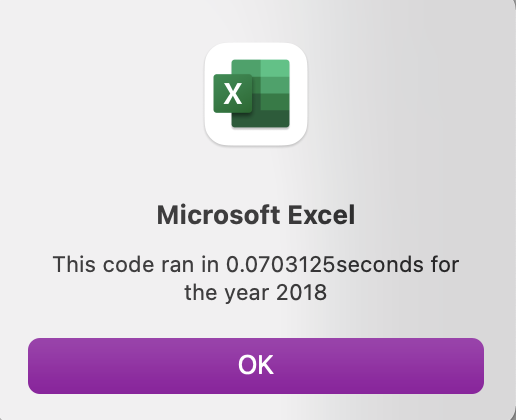 X
Microsoft Excel
This code ran in 0.0703125seconds for
the year 2018
OK